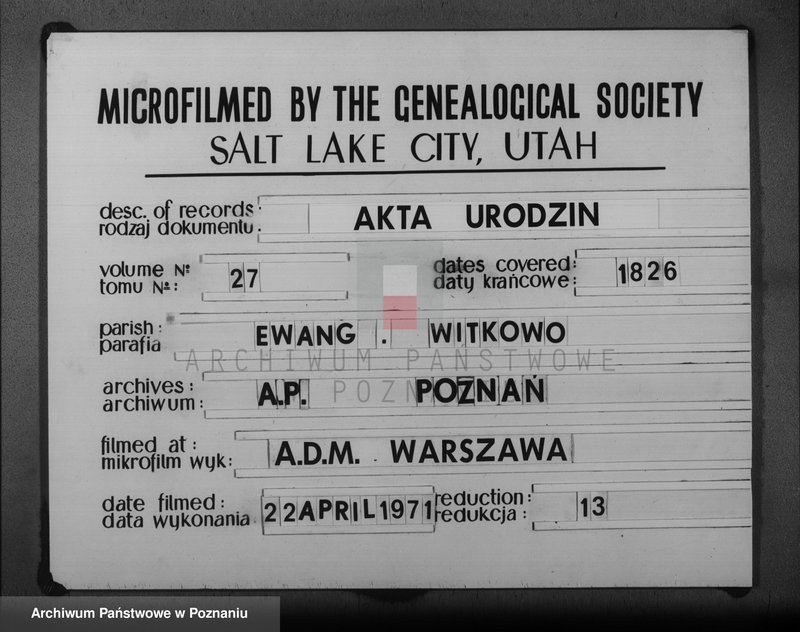 MICROFILMED BY THE GENEALOGICAL SOCIETY
SALT LAKE CITY, UTAH
desc. of records: AKTA URODZIN
rodzaj dokumentu.
volume №: 27 dates covered: 1826
tomu №: daty krańcowe:
parish: EWANG. WITKOWO
parafia
ARCHIWUM PAŃSTWOWE
archives: A.P. POZNAŃ
archiwum:
POZNAŃ
filmed at: A.D.M. WARSZAWA
mikrofilm wyk:
date filmed: 22 APRIL 1971 reduction: 13
data wykonania redukcja:
Archiwum Państwowe w Poznaniu